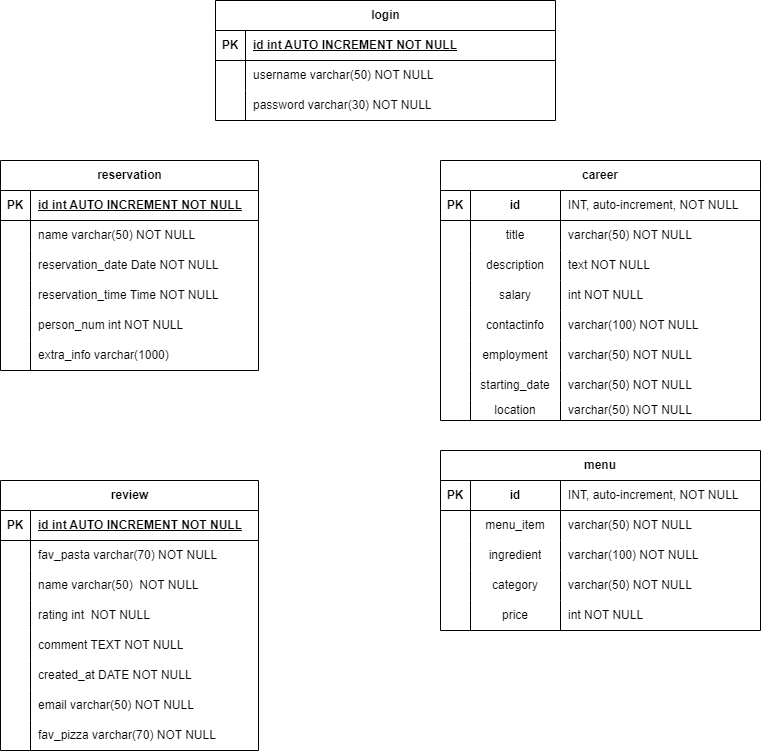 login
PK id int AUTO INCREMENT NOT NULL
username varchar(50) NOT NULL
password varchar(30) NOT NULL
reservation
PK id int AUTO INCREMENT NOT NULL
name varchar(50) NOT NULL
reservation_date Date NOT NULL
reservation_time Time NOT NULL
person_num int NOT NULL
extra_info varchar(1000)
career
PK id INT, auto-increment, NOT NULL
title varchar(50) NOT NULL
description text NOT NULL
salary int NOT NULL
contactinfo varchar(100) NOT NULL
employment varchar(50) NOT NULL
starting_date varchar(50) NOT NULL
location varchar(50) NOT NULL
review
PK id int AUTO INCREMENT NOT NULL
fav_pasta varchar(70) NOT NULL
name varchar(50)  NOT NULL
rating int  NOT NULL
comment TEXT NOT NULL
created_at DATE NOT NULL
email varchar(50) NOT NULL
fav_pizza varchar(70) NOT NULL
menu
PK id INT, auto-increment, NOT NULL
menu_item varchar(50) NOT NULL
ingredient varchar(100) NOT NULL
category varchar(50) NOT NULL
price int NOT NULL